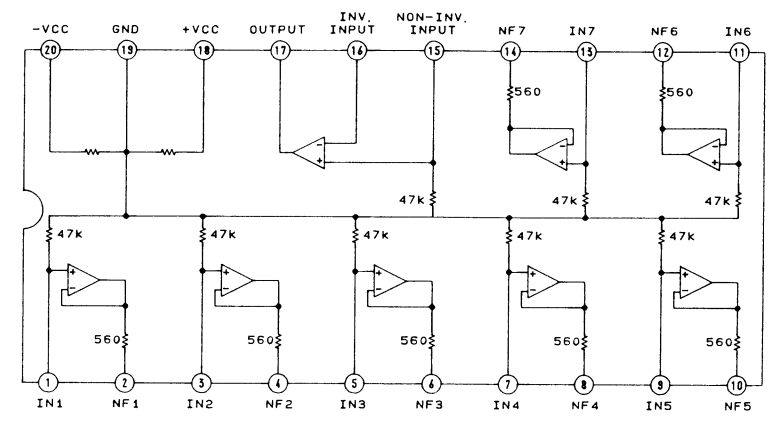 INV. NON-INV.
-VCC GND +VCC OUTPUT INPUT INPUT NF7 IN7 NF6 IN6
20 19 18 17 16 15 14 13 12 11
560 560
- - -
+ + +
47k 47k 47k
47k 47k 47k 47k 47k
+ + + + +
- - - - -
560 560 560 560 560
1 2 3 4 5 6 7 8 9 10
IN1 NF1 IN2 NF2 IN3 NF3 IN4 NF4 IN5 NF5